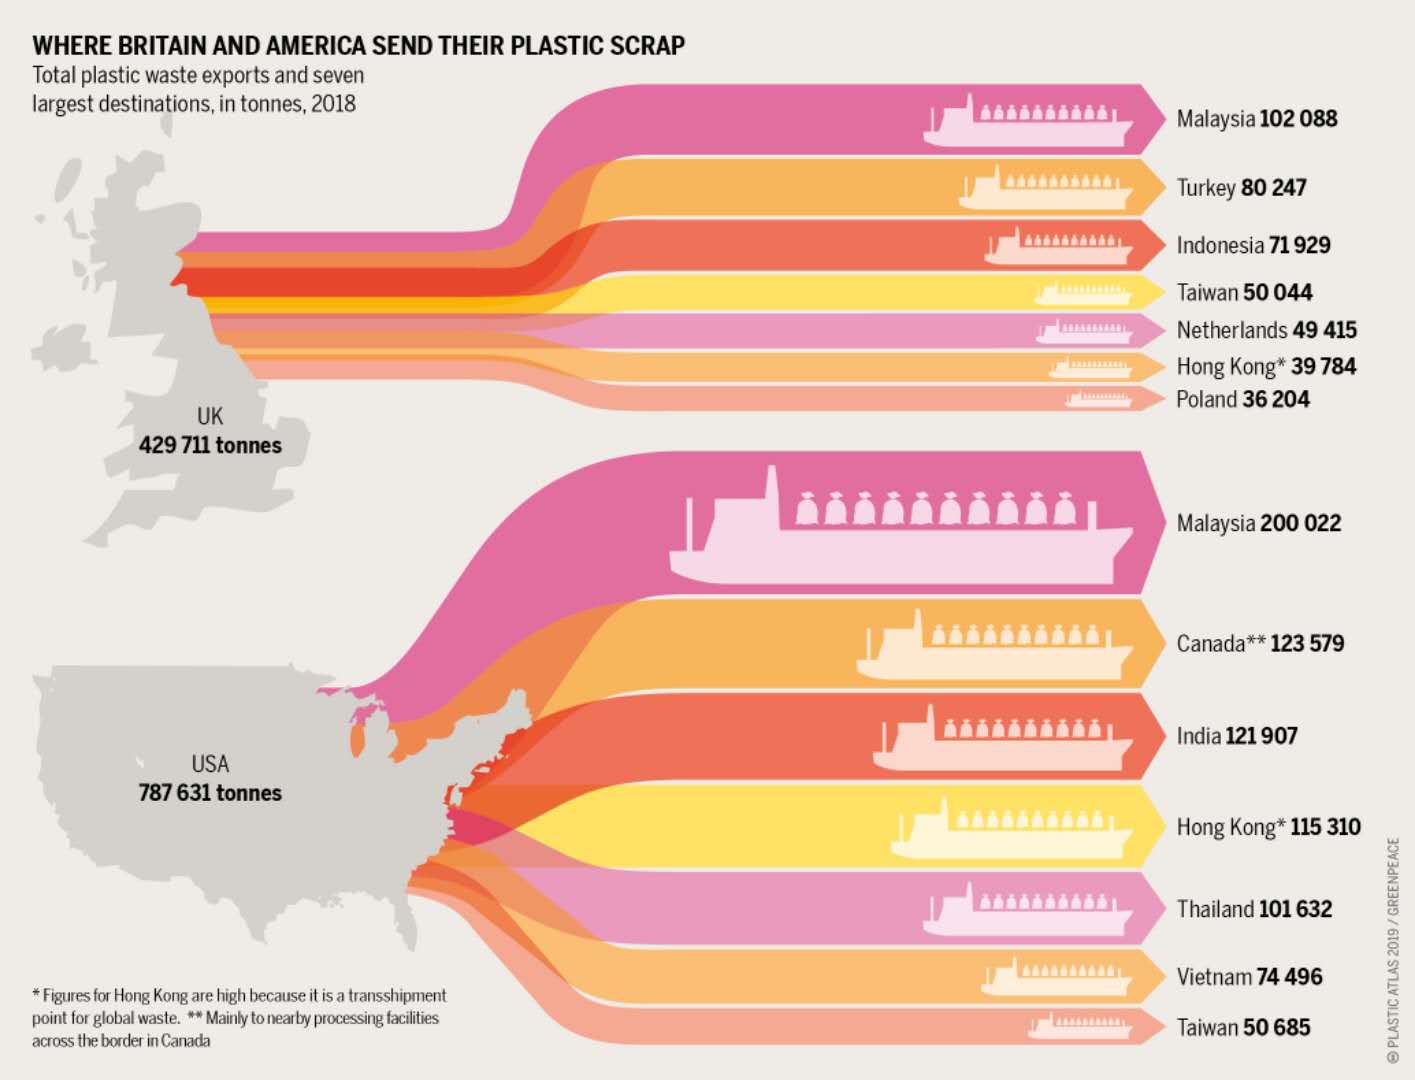 WHERE BRITAIN AND AMERICA SEND THEIR PLASTIC SCRAP
Total plastic waste exports and seven
largest destinations, in tonnes, 2018
Malaysia 102 088
Turkey 80 247
Indonesia 71 929
Taiwan 50 044
Netherlands 49 415
Hong Kong* 39 784
Poland 36 204
UK
429 711 tonnes
Malaysia 200 022
Canada** 123 579
India 121 907
Hong Kong* 115 310
Thailand 101 632
Vietnam 74 496
Taiwan 50 685
USA
787 631 tonnes
* Figures for Hong Kong are high because it is a transshipment
point for global waste. ** Mainly to nearby processing facilities
across the border in Canada
PLASTIC ATLAS 2019 / GREENPEACE